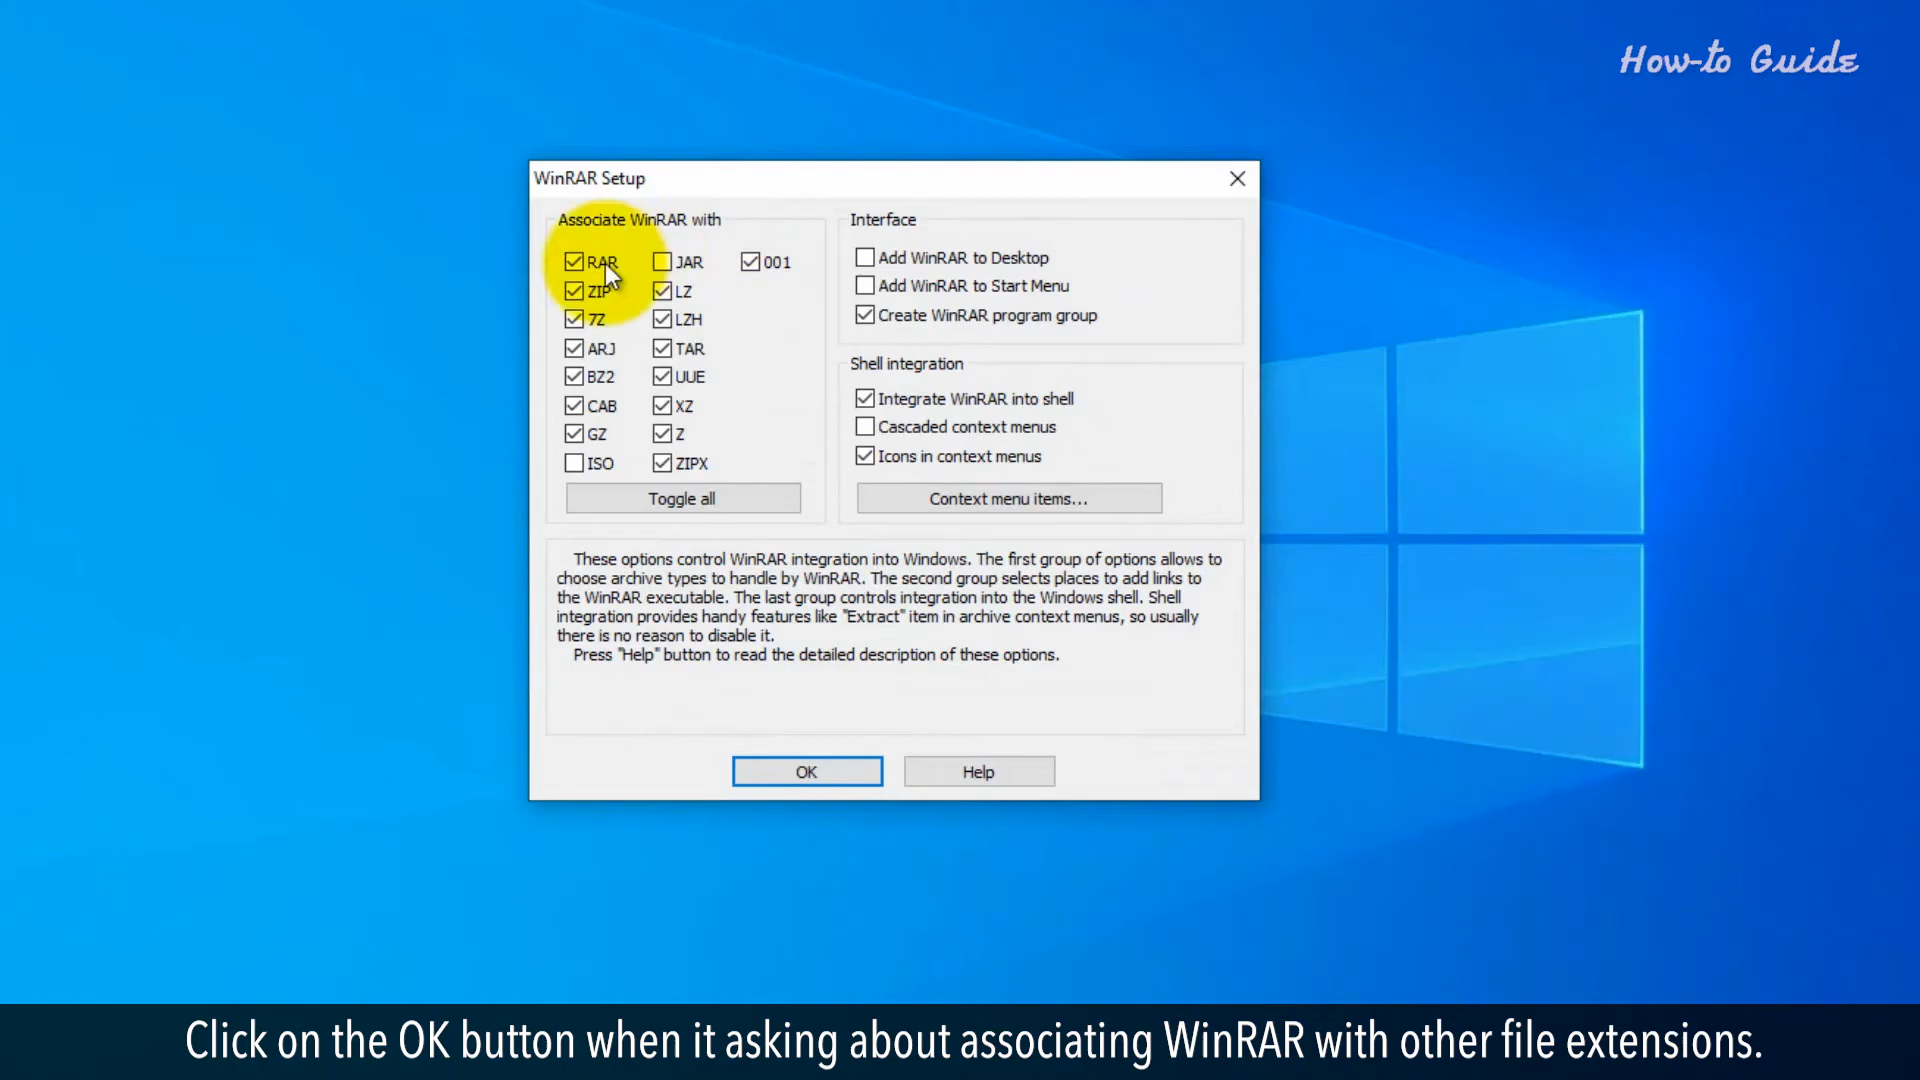 How-to Guide
WinRAR Setup
Associate WinRAR with
RAR
JAR
001
ZIP
LZ
7Z
LZH
ARJ
TAR
BZ2
UUE
CAB
XZ
GZ
Z
ISO
ZIPX
Toggle all
Interface
Add WinRAR to Desktop
Add WinRAR to Start Menu
Create WinRAR program group
Shell integration
Integrate WinRAR into shell
Cascaded context menus
Icons in context menus
Context menu items...
These options control WinRAR integration into Windows. The first group of options allows to
choose archive types to handle by WinRAR. The second group selects places to add links to
the WinRAR executable. The last group controls integration into the Windows shell. Shell
integration provides handy features like "Extract" item in archive context menus, so usually
there is no reason to disable it.
Press "Help" button to read the detailed description of these options.
OK
Help
Click on the OK button when it asking about associating WinRAR with other file extensions.